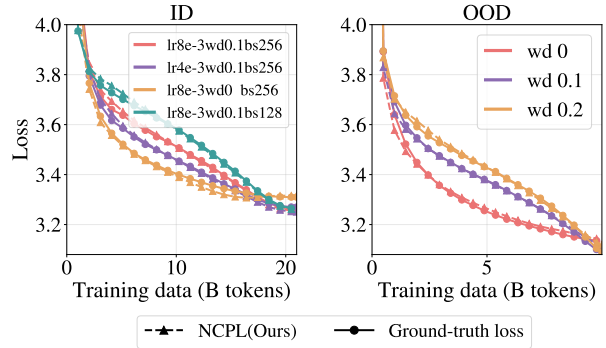 ID
OOD
4.0
3.8
3.6
3.4
3.2
Loss
lr8e-3wd0.1bs256
lr4e-3wd0.1bs256
lr8e-3wd0 bs256
lr8e-3wd0.1bs128
0
10
20
Training data (B tokens)
4.0
3.8
3.6
3.4
3.2
wd 0
wd 0.1
wd 0.2
0
5
Training data (B tokens)
NCPL(Ours)
Ground-truth loss